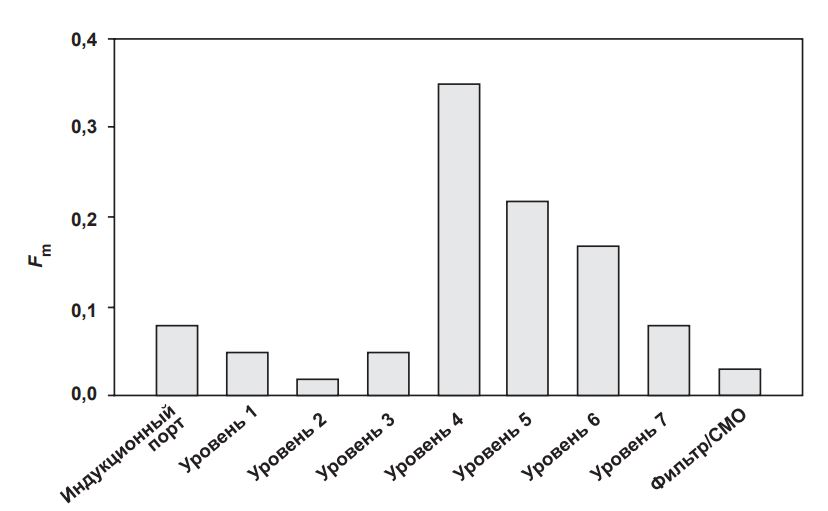 0,4
0,3
0,2
0,1
0,0
Fm
Индукционный
порт
Уровень 1
Уровень 2
Уровень 3
Уровень 4
Уровень 5
Уровень 6
Уровень 7
Фильтр/СМО